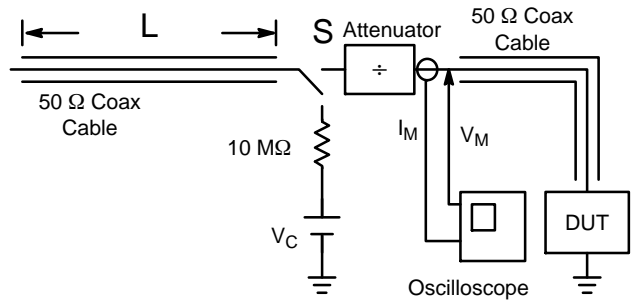 L
S
Attenuator
÷
50 Ω Coax
Cable
50 Ω Coax
Cable
10 MΩ
I_M
V_M
V_C
DUT
Oscilloscope